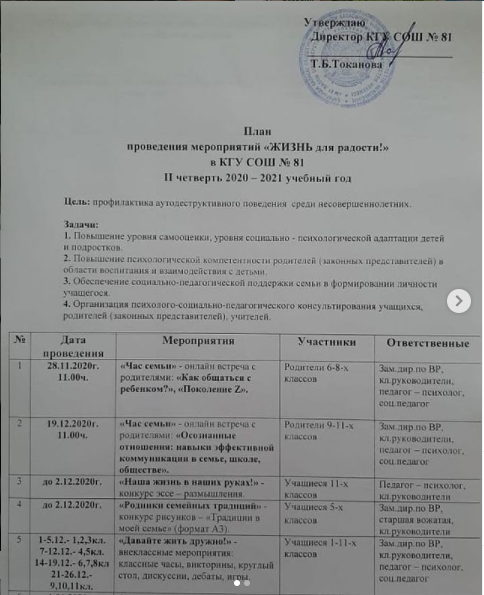 Утверждаю
Директор КГУ СОШ № 81
Т.Б.Токанова
План
проведения мероприятий «ЖИЗНЬ для радости!»
в КГУ СОШ № 81
II четверть 2020 – 2021 учебный год
Цель: профилактика аутодеструктивного поведения среди несовершеннолетних.
Задачи:
1. Повышение уровня самооценки, уровня социально - психологической адаптации детей
и подростков.
2. Повышение психологической компетентности родителей (законных представителей) в
области воспитания и взаимодействия с детьми.
3. Обеспечение социально-педагогической поддержки семьи в формировании личности
учащегося.
4. Организация психолого-социально-педагогического консультирования учащихся,
родителей (законных представителей), учителей.
№ Дата Мероприятия Участники Ответственные
проведения
1 28.11.2020г. «Час семьи» - онлайн встреча с Родители 6-8-х Зам.дир.по ВР,
11.00ч. родителями: «Как общаться с классов кл.руководители,
ребенком?», «Поколение Z». педагог – психолог,
соц.педагог
2 19.12.2020г. «Час семьи» - онлайн встреча с Родители 9-11-х Зам.дир.по ВР,
11.00ч. родителями: «Осознанные классов кл.руководители,
отношения: навыки эффективной педагог – психолог,
коммуникации в семье, школе, соц.педагог
обществе».
3 до 2.12.2020г. «Наша жизнь в наших руках!» - Учащиеся 11-х Педагог – психолог,
конкурс эссе – размышления. классов кл.руководители
4 до 2.12.2020г. «Родники семейных традиций» - Учащиеся 5-х Зам.дир.по ВР,
конкурс рисунков – «Традиции в классов старшая вожатая,
моей семье» (формат А3). кл.руководители
5 1-5.12.- 1,2,3кл. «Давайте жить дружно!» - Учащиеся 1-11-х Зам.дир.по ВР,
7-12.12.- 4,5кл. внеклассные мероприятия: классов кл.руководители,
14-19.12.- 6,7,8кл классные часы, викторины, круглый педагог – психолог,
21-26.12.- стол, дискуссии, дебаты, игры. соц.педагог
9,10,11кл.